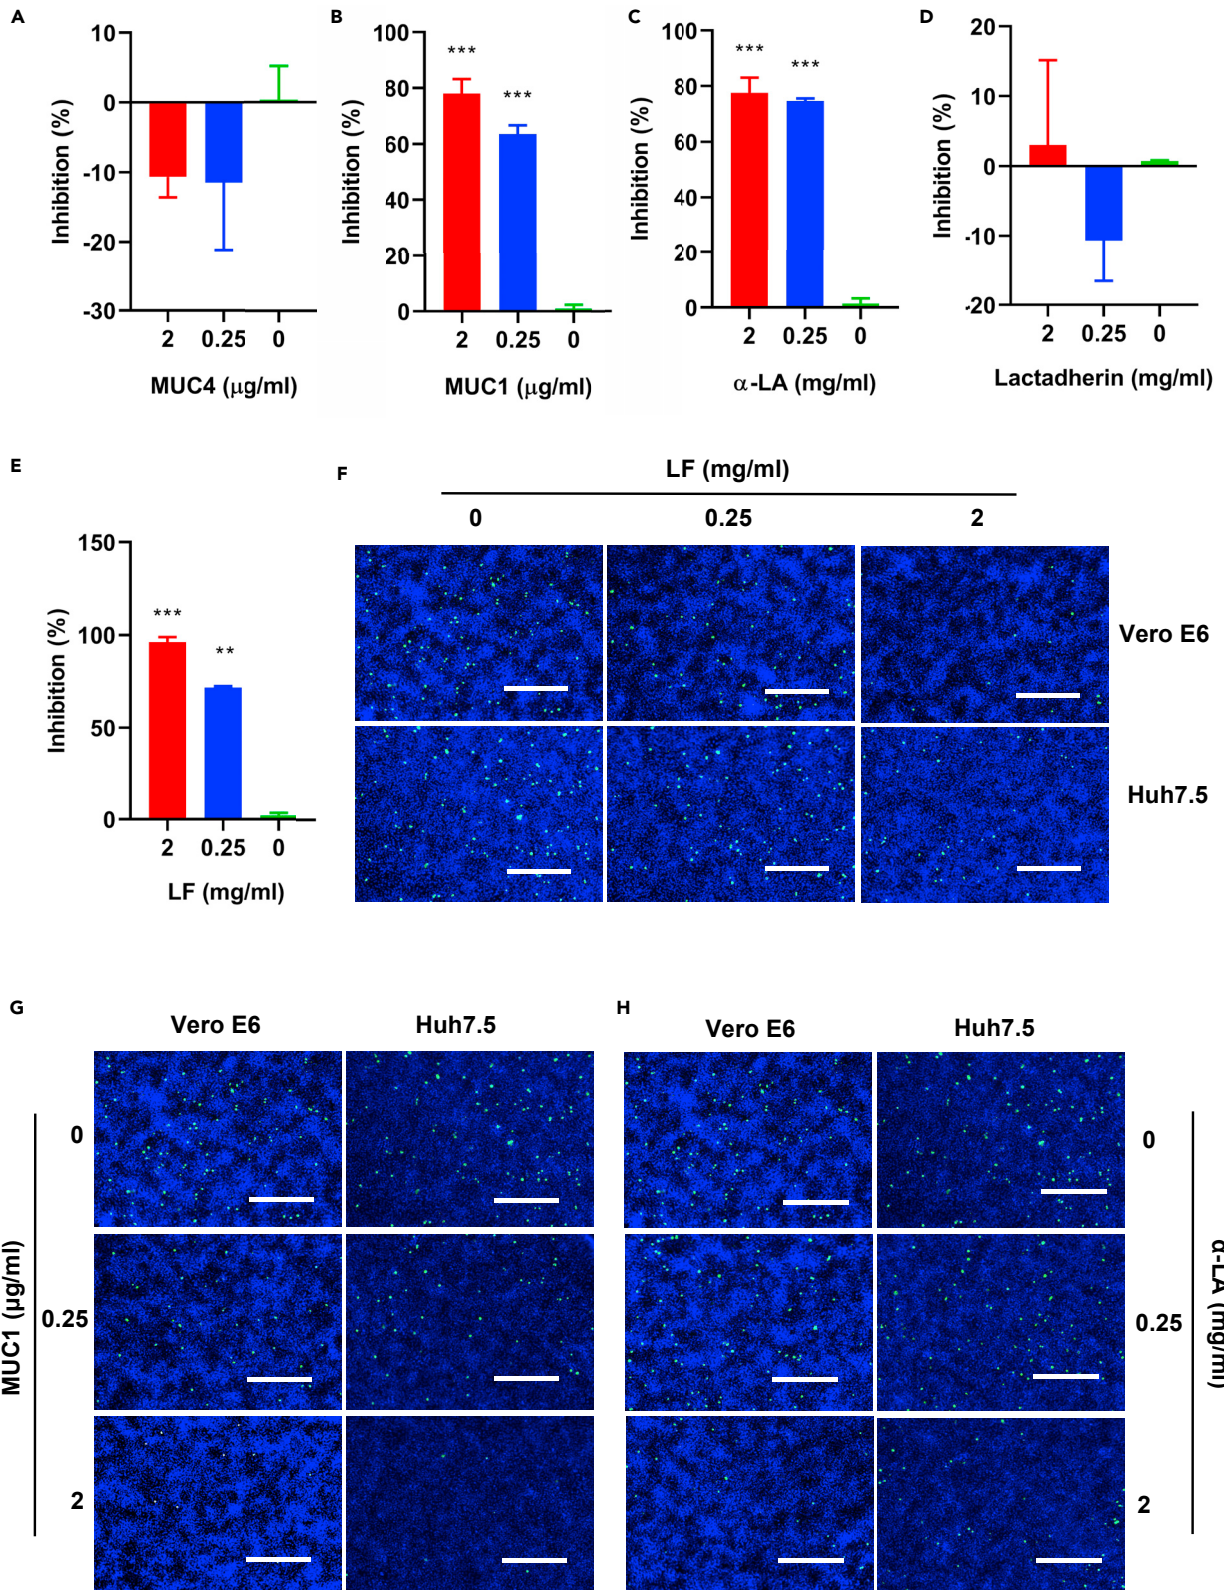 A
B
C
D
10
0
-10
-20
-30
Inhibition (%)
2 0.25 0
MUC4 (μg/ml)
100
80
60
40
20
0
Inhibition (%)
***
***
2 0.25 0
MUC1 (μg/ml)
100
80
60
40
20
0
Inhibition (%)
***
***
2 0.25 0
α-LA (mg/ml)
20
10
0
-10
-20
Inhibition (%)
2 0.25 0
Lactadherin (mg/ml)
E
150
100
50
0
Inhibition (%)
***
**
2 0.25 0
LF (mg/ml)
F
LF (mg/ml)
0 0.25 2
Vero E6
Huh7.5
G
Vero E6 Huh7.5
MUC1 (μg/ml)
0
0.25
2
H
Vero E6 Huh7.5
0
0.25
2
α-LA (mg/ml)